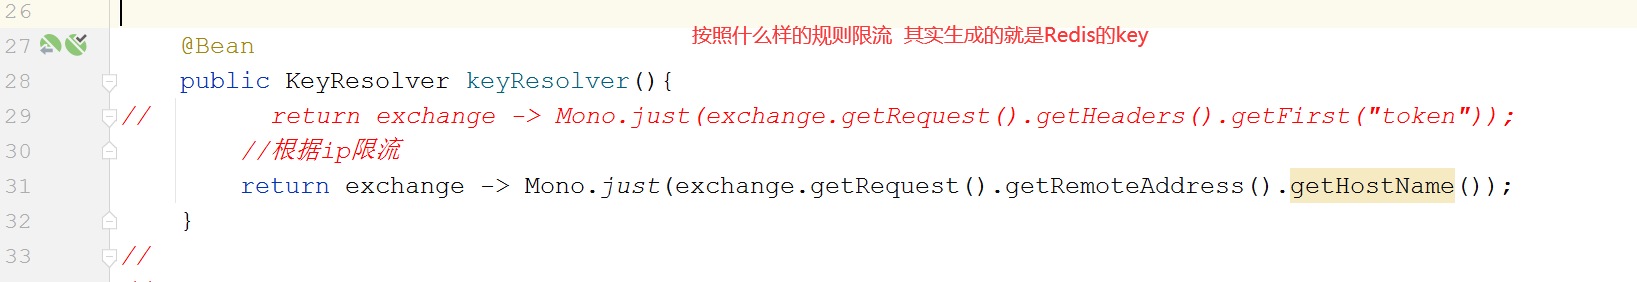 26
27 @Bean 按照什么样的规则限流 其实生成的就是Redis的key
28 public KeyResolver keyResolver(){
29 // return exchange -> Mono.just(exchange.getRequest().getHeaders().getFirst("token"));
30 //根据ip限流
31 return exchange -> Mono.just(exchange.getRequest().getRemoteAddress().getHostName());
32 }
33 //